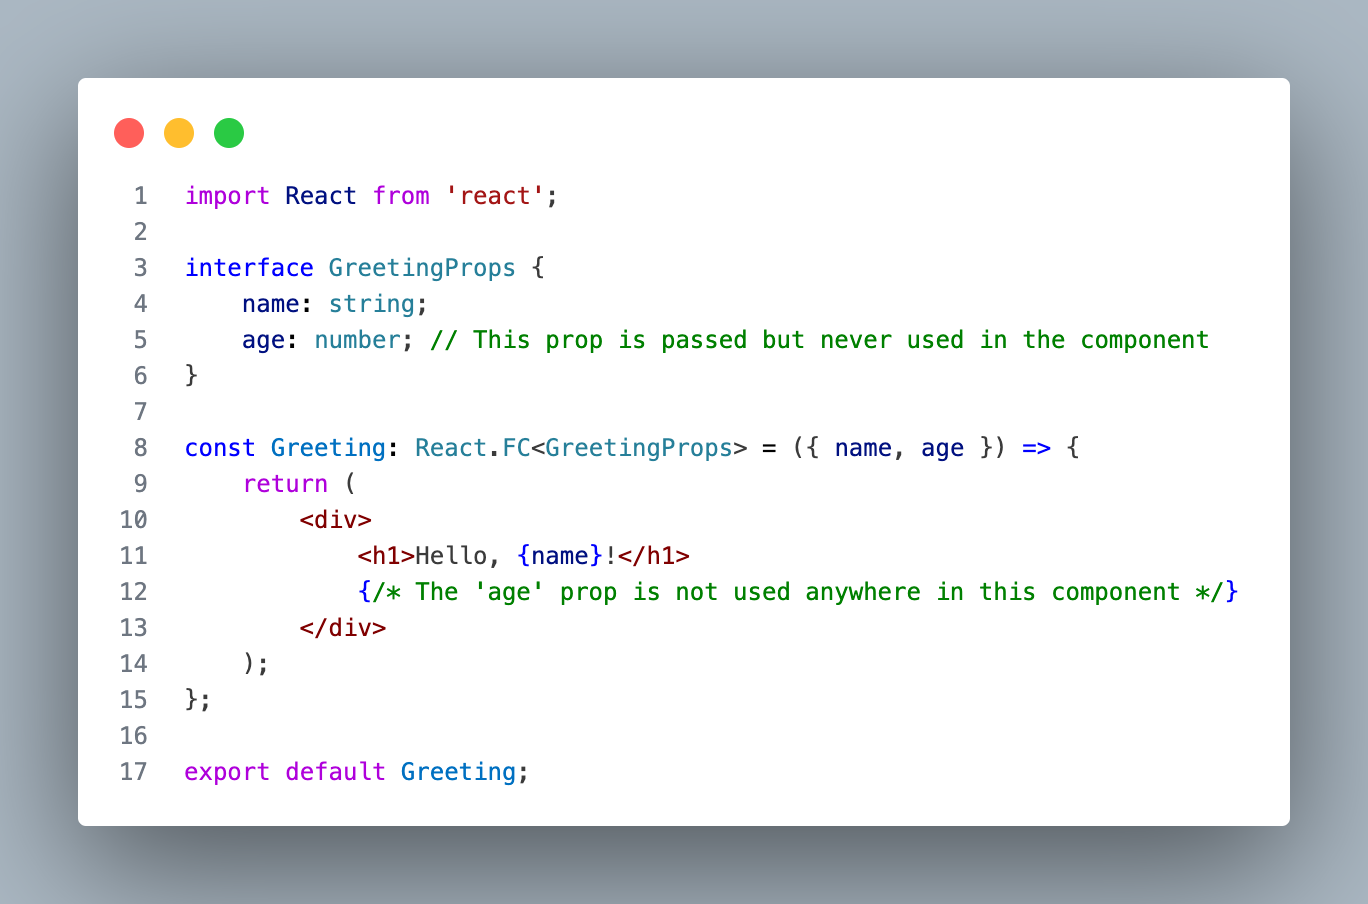 1 import React from 'react';
2
3 interface GreetingProps {
4     name: string;
5     age: number; // This prop is passed but never used in the component
6 }
7
8 const Greeting: React.FC<GreetingProps> = ({ name, age }) => {
9     return (
10         <div>
11             <h1>Hello, {name}!</h1>
12             {/* The 'age' prop is not used anywhere in this component */}
13         </div>
14     );
15 };
16
17 export default Greeting;